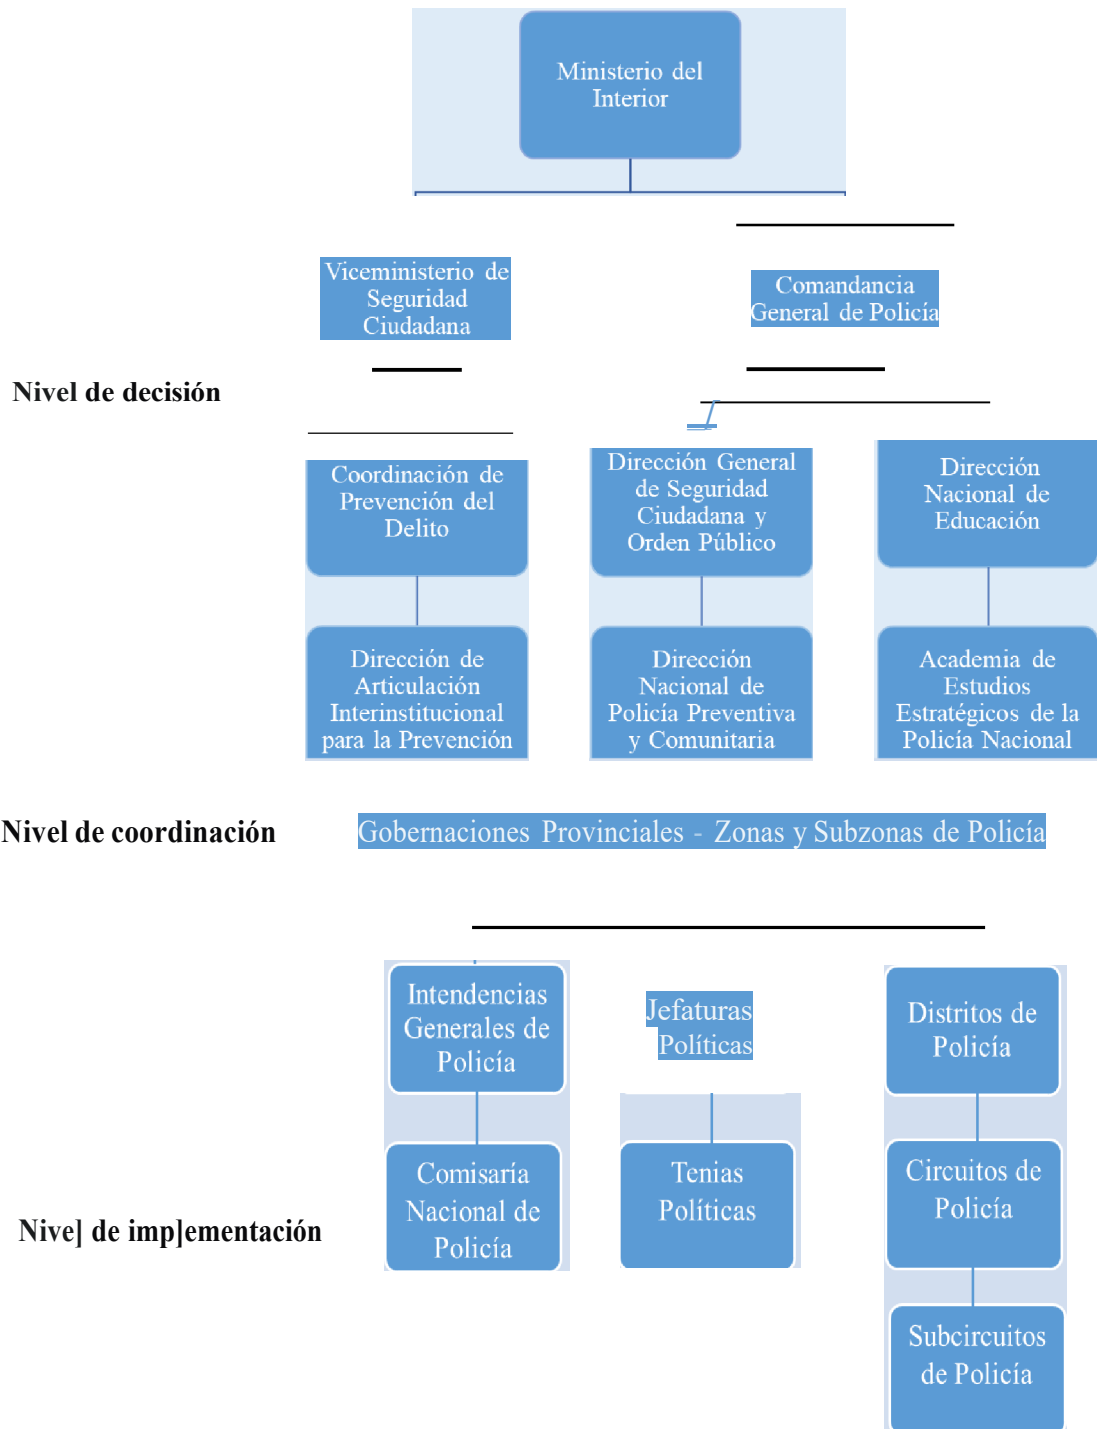 Ministerio del
Interior
Viceministerio de
Seguridad
Ciudadana
Comandancia
General de Policía
Nivel de decisión
Coordinación de
Prevención del
Delito
Dirección General
de Seguridad
Ciudadana y
Orden Público
Dirección
Nacional de
Educación
Dirección de
Articulación
Interinstitucional
para la Prevención
Dirección
Nacional de
Policía Preventiva
y Comunitaria
Academia de
Estudios
Estratégicos de la
Policía Nacional
Nivel de coordinación
Gobernaciones Provinciales - Zonas y Subzonas de Policía
Intendencias
Generales de
Policía
Jefaturas
Políticas
Distritos de
Policía
Comisaría
Nacional de
Policía
Tenias
Políticas
Circuitos de
Policía
Nive] de imp]ementación
Subcircuitos
de Policía